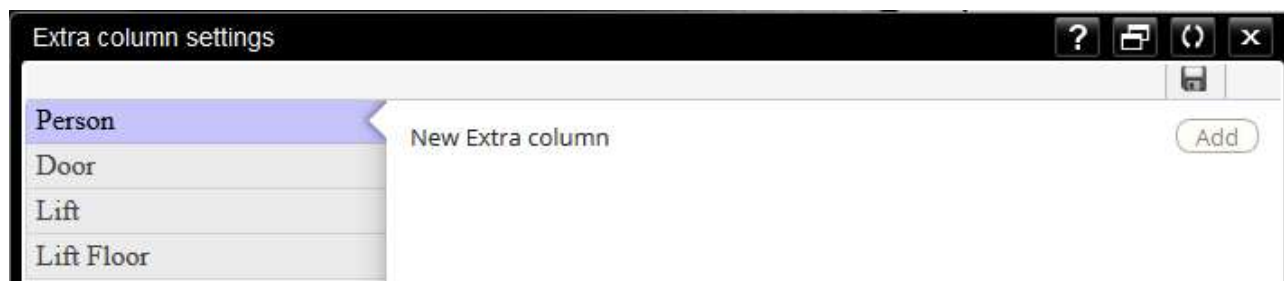 Extra column settings ?
Person
New Extra column Add
Door
Lift
Lift Floor